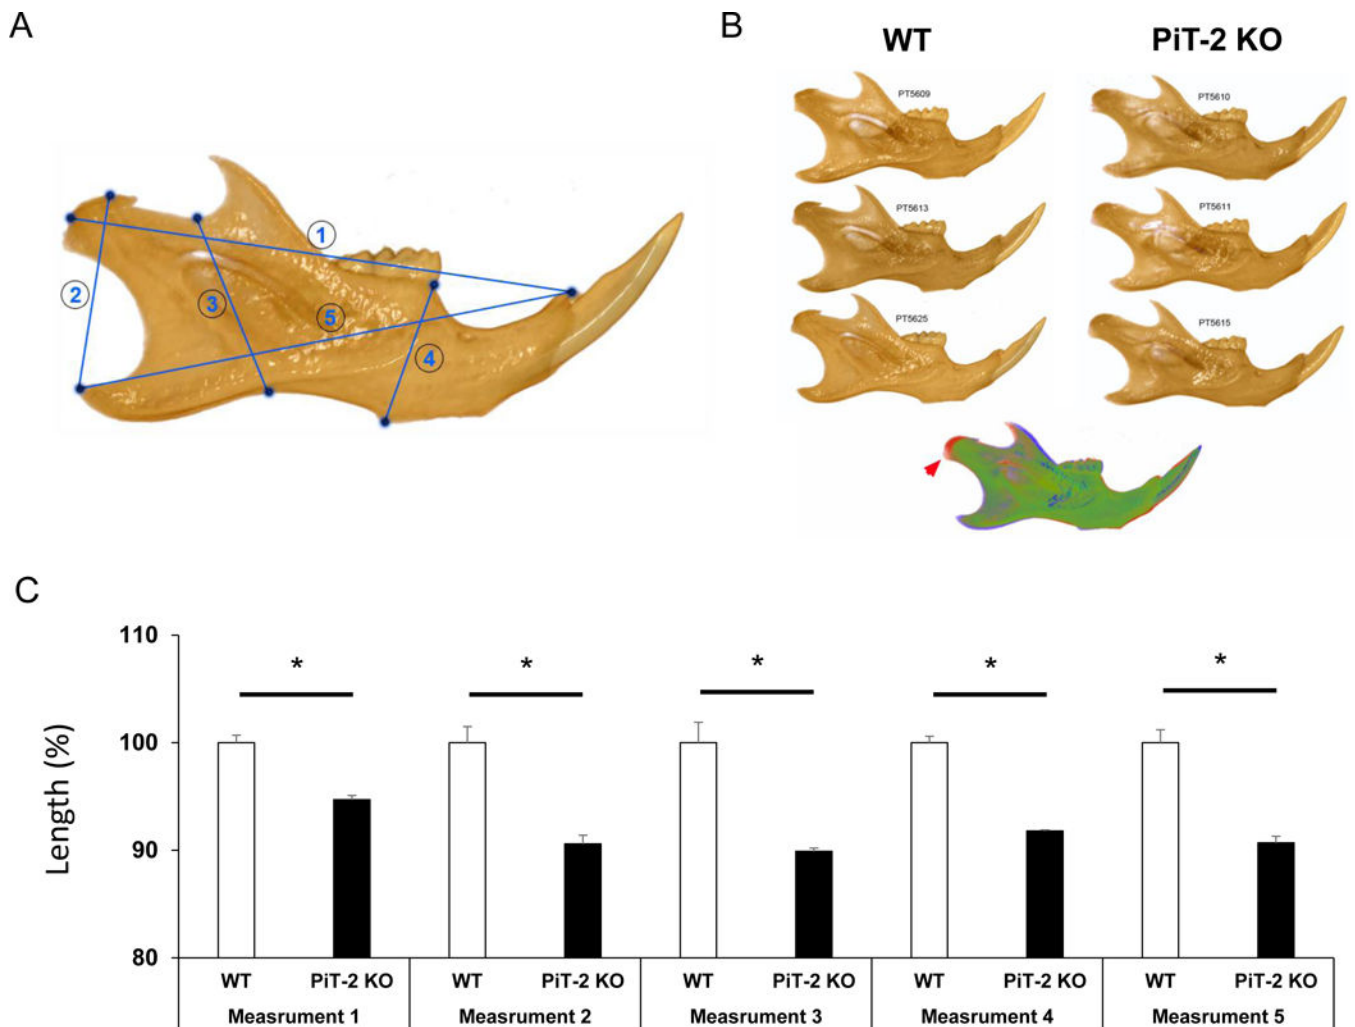 A
1
2
3
5
4
B
WT PiT-2 KO
PT5609 PT5610
PT5613 PT5611
PT5625 PT5615
C
Length (%)
110
100
90
80
* * * * *
WT PiT-2 KO WT PiT-2 KO WT PiT-2 KO WT PiT-2 KO WT PiT-2 KO
Measrument 1 Measrument 2 Measrument 3 Measrument 4 Measrument 5